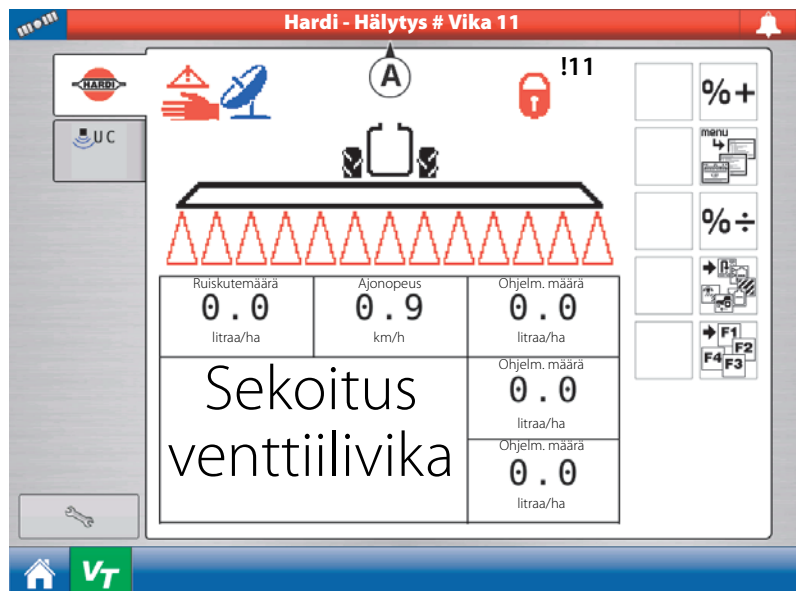 Hardi - Hälytys # Vika 11
A
HARDI
!11
%+
UC
menu
%÷
Ruiskutemäärä
0.0
litraa/ha
Ajonopeus
0.9
km/h
Ohjelm. määrä
0.0
litraa/ha
F1
F2
F4
F3
Sekoitus
venttiilivika
Ohjelm. määrä
0.0
litraa/ha
Ohjelm. määrä
0.0
litraa/ha
VT